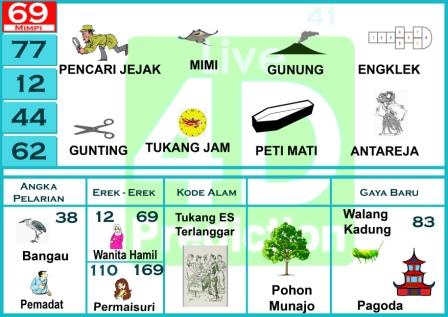 69
Mimpi
77
12
44
62
41
PENCARI JEJAK
MIMI
GUNUNG
ENGKLEK
GUNTING
TUKANG JAM
PETI MATI
ANTAREJA
Live
4D
Prediction
Angka
Pelarian
Erek - Erek
Kode Alam
Gaya Baru
38
Bangau
Pemadat
12 69
Wanita Hamil
110 169
Permaisuri
Tukang ES
Terlanggar
Pohon
Munajo
Walang
Kadung
83
Pagoda